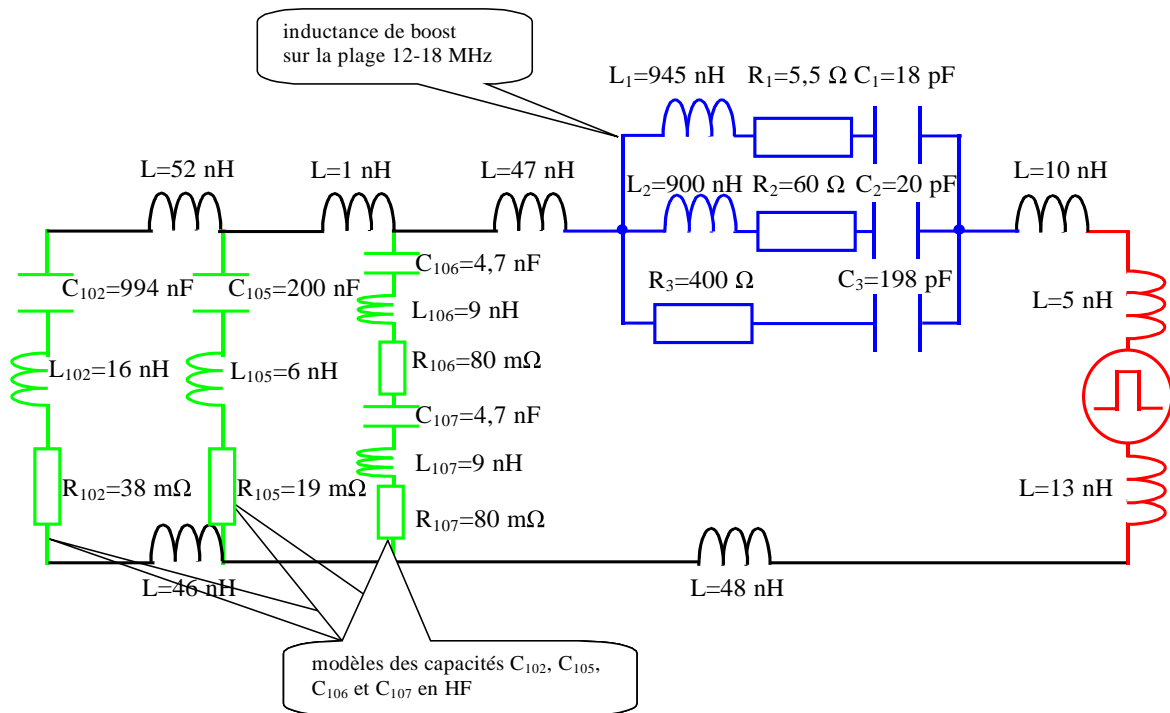 inductance de boost
sur la plage 12-18 MHz
L₁=945 nH
R₁=5,5 Ω
C₁=18 pF
L=52 nH
L=1 nH
L=47 nH
L₂=900 nH
R₂=60 Ω
C₂=20 pF
L=10 nH
C₁₀₂=994 nF
C₁₀₅=200 nF
C₁₀₆=4,7 nF
R₃=400 Ω
C₃=198 pF
L=5 nH
L₁₀₆=9 nH
L₁₀₂=16 nH
L₁₀₅=6 nH
R₁₀₆=80 mΩ
C₁₀₇=4,7 nF
L₁₀₇=9 nH
R₁₀₂=38 mΩ
R₁₀₅=19 mΩ
L=13 nH
R₁₀₇=80 mΩ
L=46 nH
L=48 nH
modèles des capacités C₁₀₂, C₁₀₅,
C₁₀₆ et C₁₀₇ en HF